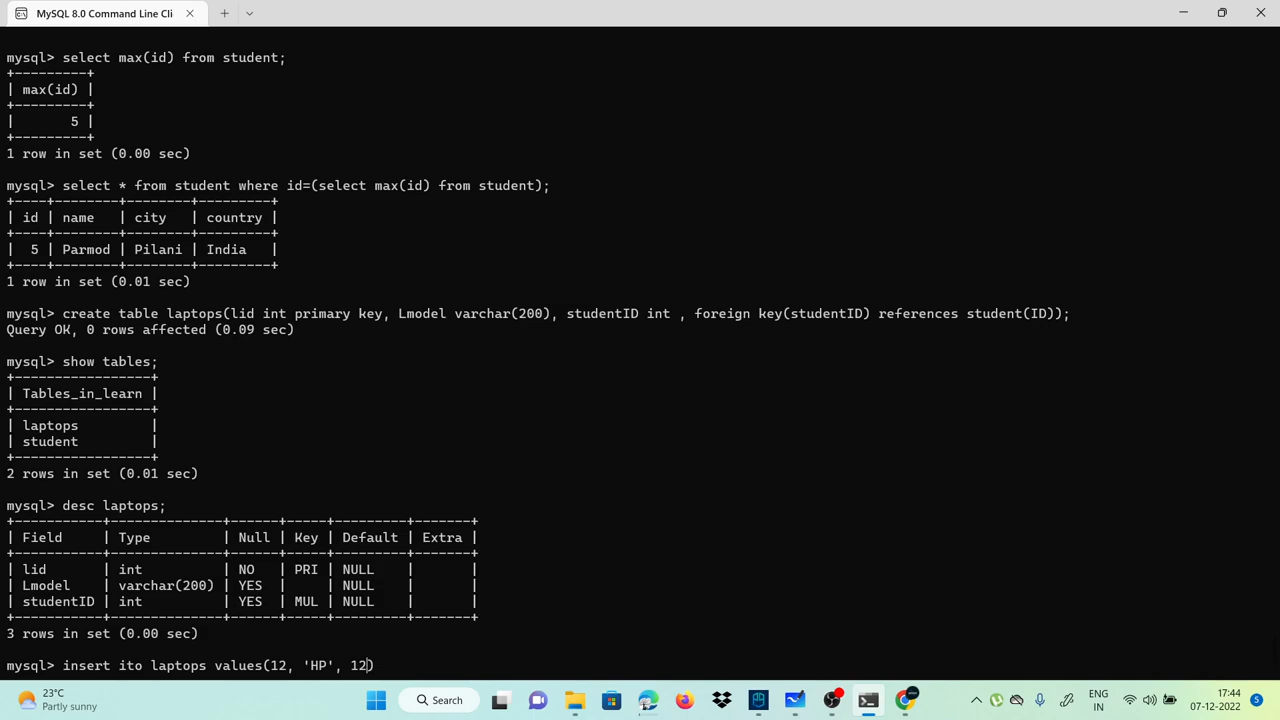 MySQL 8.0 Command Line Cli
mysql> select max(id) from student;
+---------+
| max(id) |
+---------+
|       5 |
+---------+
1 row in set (0.00 sec)
mysql> select * from student where id=(select max(id) from student);
+----+--------+--------+---------+
| id | name   | city   | country |
+----+--------+--------+---------+
|  5 | Parmod | Pilani | India   |
+----+--------+--------+---------+
1 row in set (0.01 sec)
mysql> create table laptops(lid int primary key, Lmodel varchar(200), studentID int , foreign key(studentID) references student(ID));
Query OK, 0 rows affected (0.09 sec)
mysql> show tables;
+-----------------+
| Tables_in_learn |
+-----------------+
| laptops         |
| student         |
+-----------------+
2 rows in set (0.01 sec)
mysql> desc laptops;
+-----------+--------------+------+-----+---------+-------+
| Field     | Type         | Null | Key | Default | Extra |
+-----------+--------------+------+-----+---------+-------+
| lid       | int          | NO   | PRI | NULL    |       |
| Lmodel    | varchar(200) | YES  |     | NULL    |       |
| studentID | int          | YES  | MUL | NULL    |       |
+-----------+--------------+------+-----+---------+-------+
3 rows in set (0.00 sec)
mysql> insert ito laptops values(12, 'HP', 12)
23°C
Partly sunny
Search
ENG
IN
17:44
07-12-2022
5